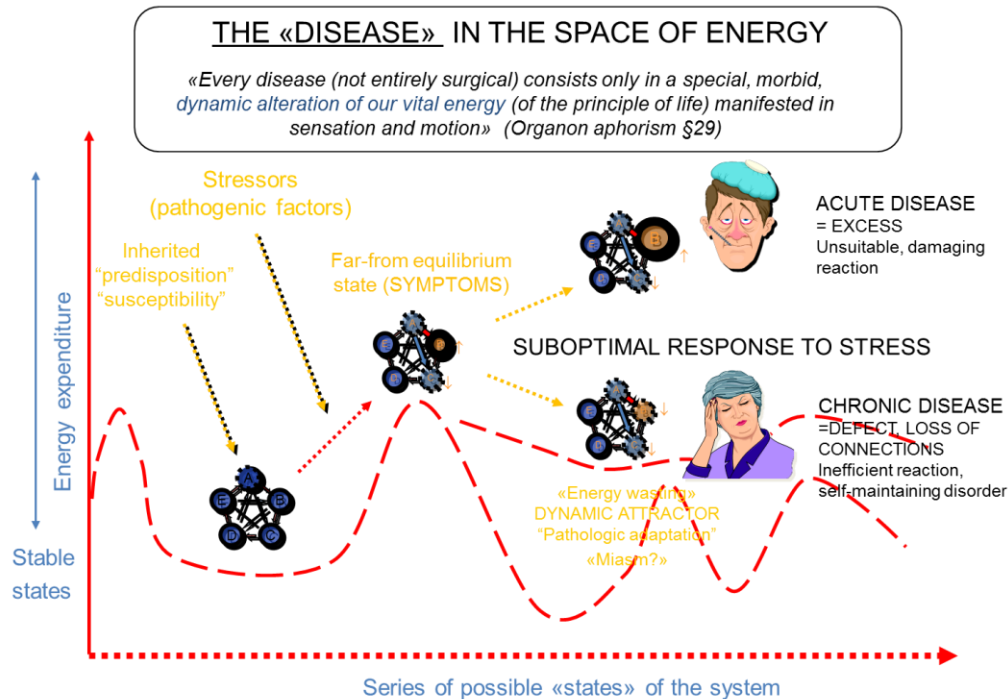 THE «DISEASE» IN THE SPACE OF ENERGY
«Every disease (not entirely surgical) consists only in a special, morbid,
dynamic alteration of our vital energy (of the principle of life) manifested in
sensation and motion» (Organon aphorism §29)
Stressors
(pathogenic factors)
Inherited
“predisposition”
“susceptibility”
Far-from equilibrium
state (SYMPTOMS)
ACUTE DISEASE
= EXCESS
Unsuitable, damaging
reaction
SUBOPTIMAL RESPONSE TO STRESS
CHRONIC DISEASE
=DEFECT, LOSS OF
CONNECTIONS
Inefficient reaction,
self-maintaining disorder
«Energy wasting»
DYNAMIC ATTRACTOR
“Pathologic adaptation”
«Miasm?»
A
B
C
D
E
Energy expenditure
Stable
states
Series of possible «states» of the system